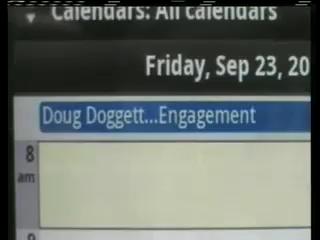 Calendars: All calendars
Friday, Sep 23, 20
Doug Doggett...Engagement
8
am